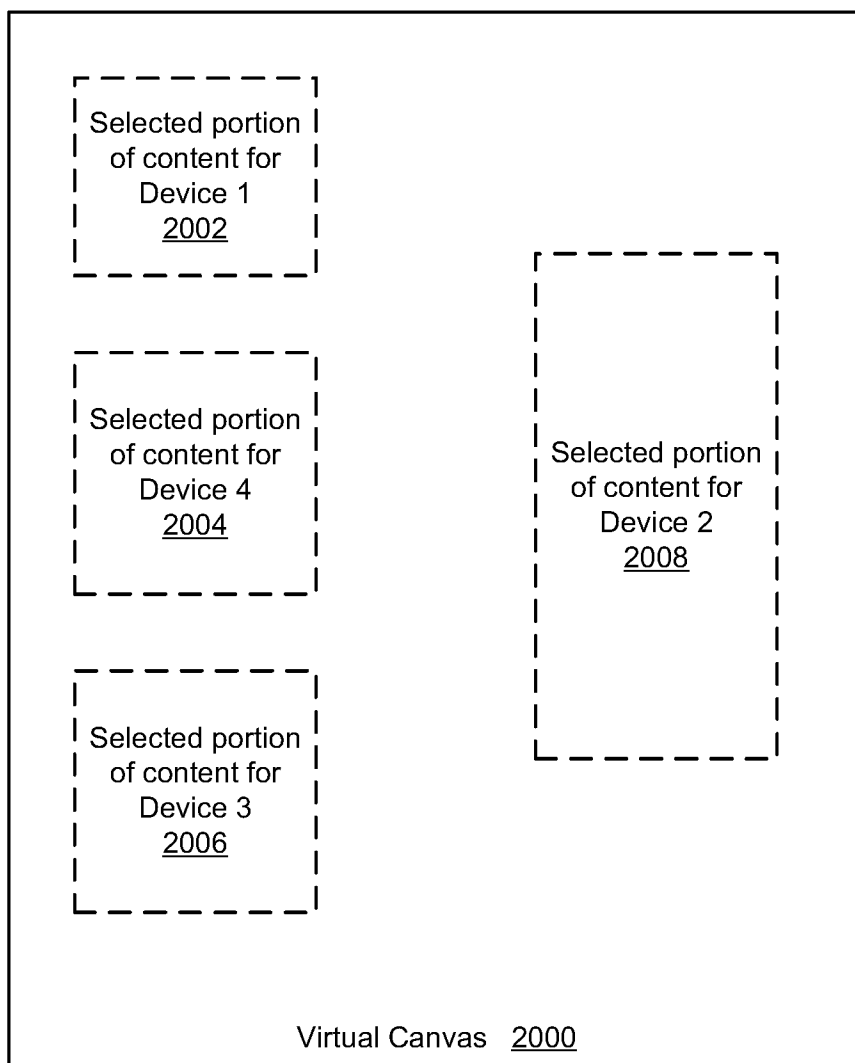 Selected portion
of content for
Device 1
2002
Selected portion
of content for
Device 4
2004
Selected portion
of content for
Device 3
2006
Selected portion
of content for
Device 2
2008
Virtual Canvas 2000